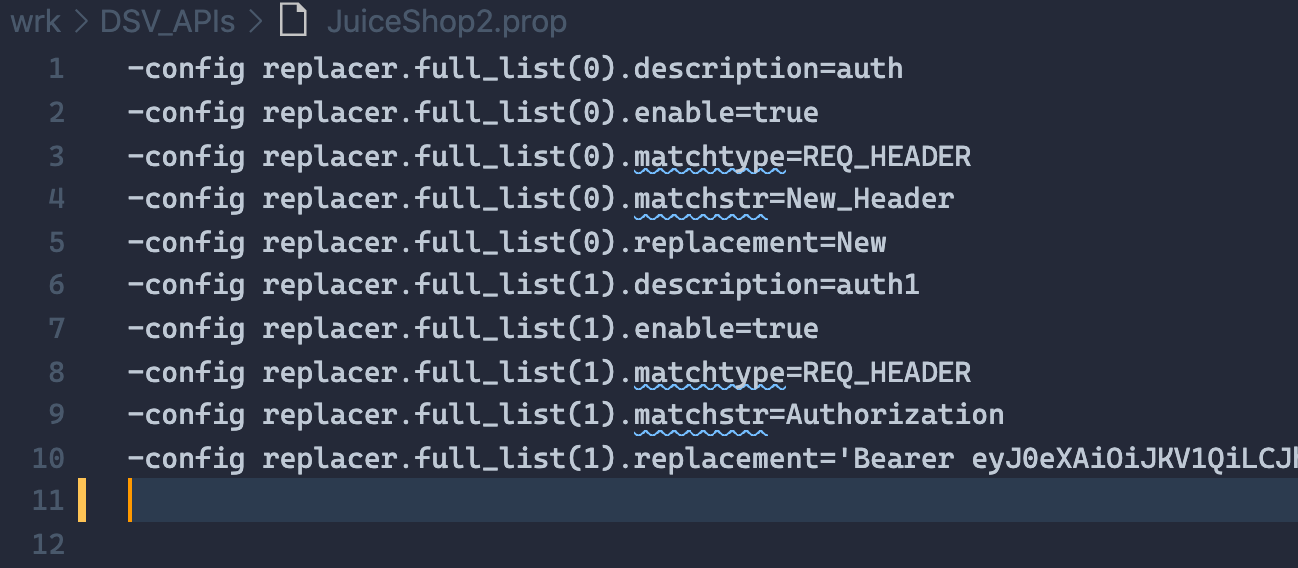 wrk > DSV_APIs > JuiceShop2.prop
1 -config replacer.full_list(0).description=auth
2 -config replacer.full_list(0).enable=true
3 -config replacer.full_list(0).matchtype=REQ_HEADER
4 -config replacer.full_list(0).matchstr=New_Header
5 -config replacer.full_list(0).replacement=New
6 -config replacer.full_list(1).description=auth1
7 -config replacer.full_list(1).enable=true
8 -config replacer.full_list(1).matchtype=REQ_HEADER
9 -config replacer.full_list(1).matchstr=Authorization
10 -config replacer.full_list(1).replacement='Bearer eyJ0eXAiOiJKV1QiLCJh
11
12